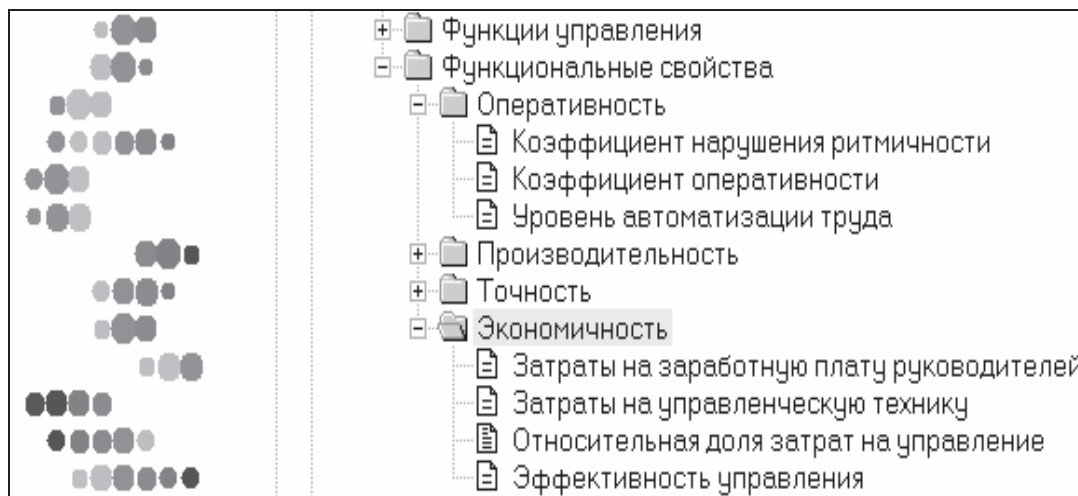 Функции управления
Функциональные свойства
Оперативность
Коэффициент нарушения ритмичности
Коэффициент оперативности
Уровень автоматизации труда
Производительность
Точность
Экономичность
Затраты на заработную плату руководителей
Затраты на управленческую технику
Относительная доля затрат на управление
Эффективность управления